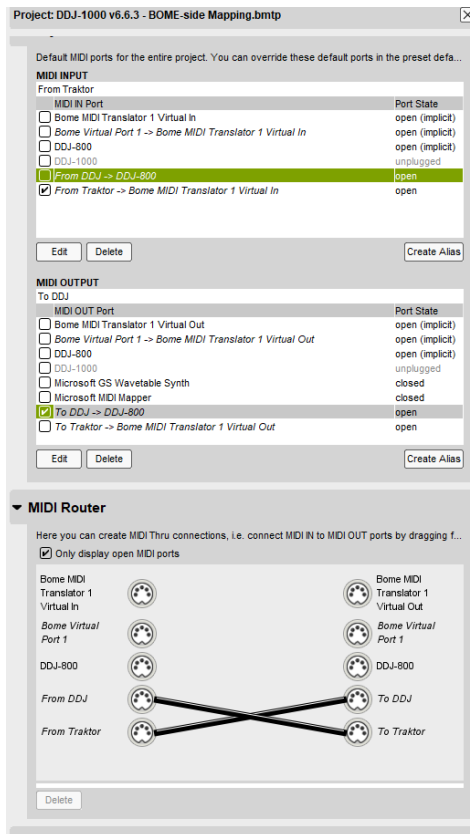 Project: DDJ-1000 v6.6.3 - BOME-side Mapping.bmtp
Default MIDI ports for the entire project. You can override these default ports in the preset defa...
MIDI INPUT
From Traktor
MIDI IN Port Port State
Bome MIDI Translator 1 Virtual In open (implicit)
Bome Virtual Port 1 -> Bome MIDI Translator 1 Virtual In open (implicit)
DDJ-800 open (implicit)
DDJ-1000 unplugged
From DDJ -> DDJ-800 open
From Traktor -> Bome MIDI Translator 1 Virtual In open
Edit Delete Create Alias
MIDI OUTPUT
To DDJ
MIDI OUT Port Port State
Bome MIDI Translator 1 Virtual Out open (implicit)
Bome Virtual Port 1 -> Bome MIDI Translator 1 Virtual Out open (implicit)
DDJ-800 open (implicit)
DDJ-1000 unplugged
Microsoft GS Wavetable Synth closed
Microsoft MIDI Mapper closed
To DDJ -> DDJ-800 open
To Traktor -> Bome MIDI Translator 1 Virtual Out open
Edit Delete Create Alias
MIDI Router
Here you can create MIDI Thru connections, i.e. connect MIDI IN to MIDI OUT ports by dragging f...
Only display open MIDI ports
Bome MIDI
Translator 1
Virtual In
Bome MIDI
Translator 1
Virtual Out
Bome Virtual
Port 1
Bome Virtual
Port 1
DDJ-800 DDJ-800
From DDJ To DDJ
From Traktor To Traktor
Delete